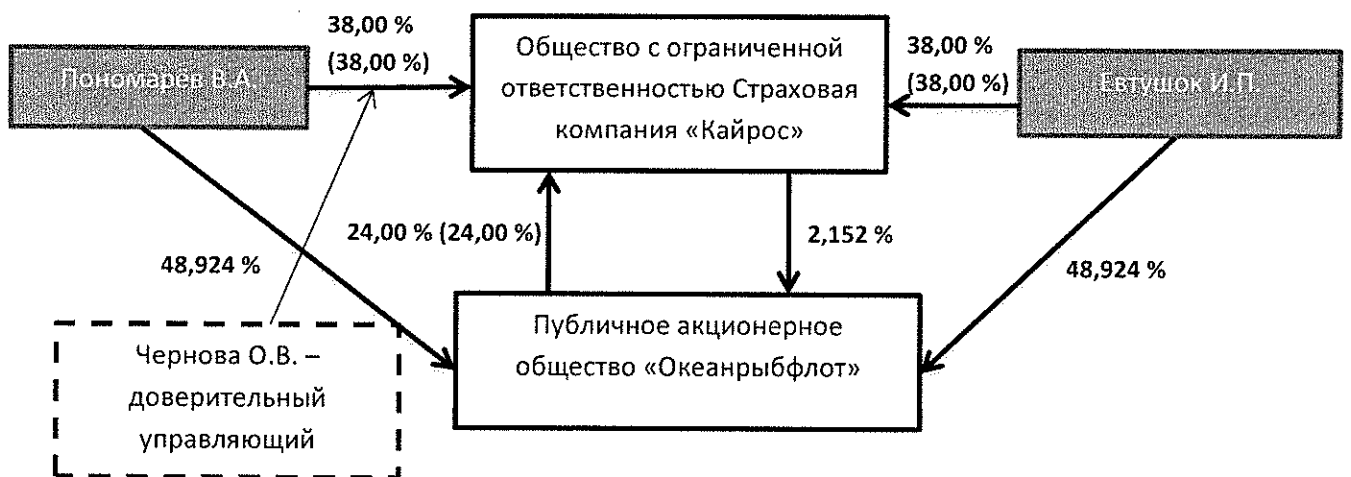 38,00 %
(38,00 %)
Пономарев В.А.
Общество с ограниченной
ответственностью Страховая
компания «Кайрос»
38,00 %
(38,00 %)
Евтушок И.П.
24,00 % (24,00 %)
2,152 %
48,924 %
48,924 %
Публичное акционерное
общество «Океанрыбфлот»
Чернова О.В. –
доверительный
управляющий